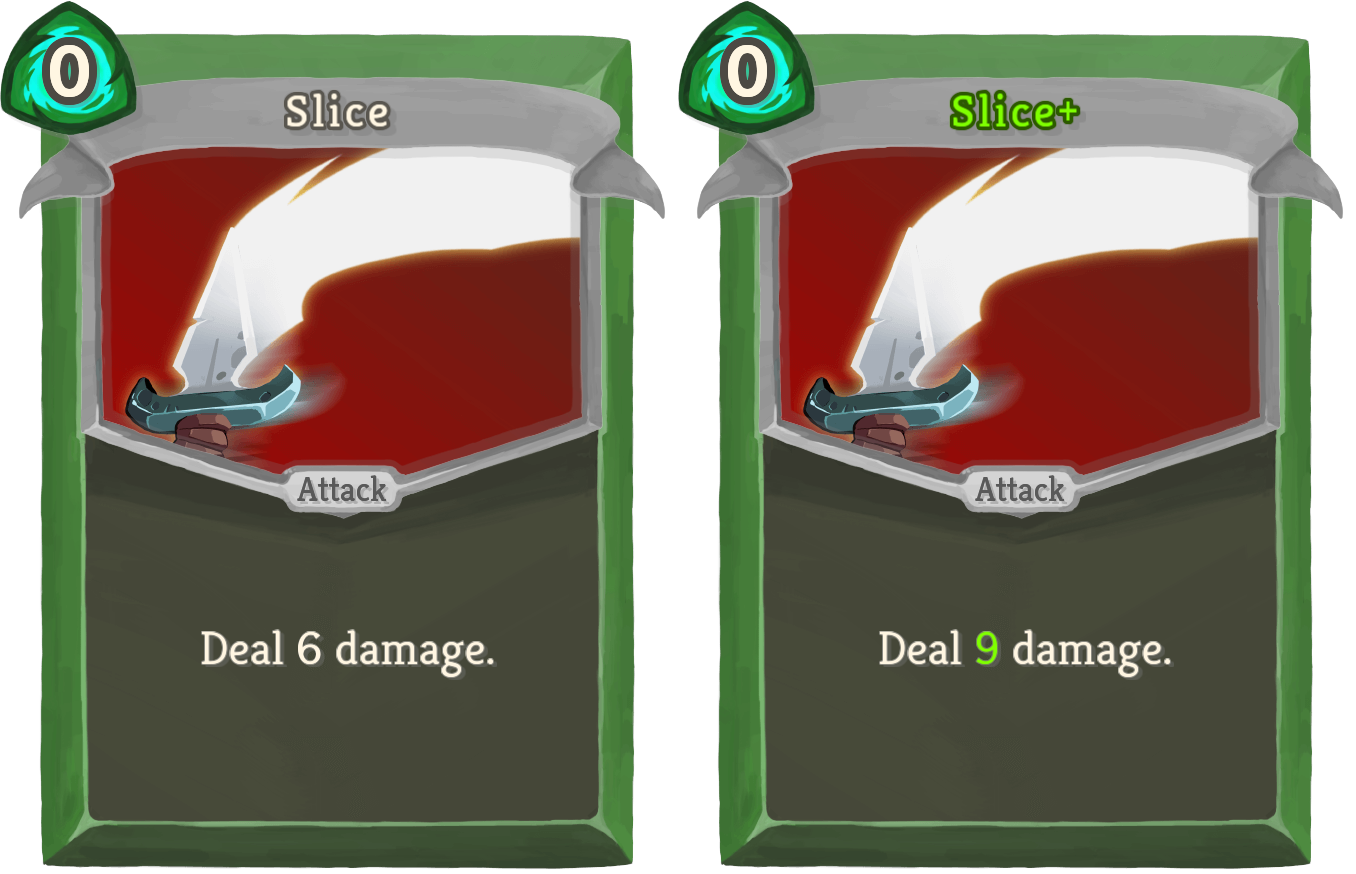 0
Slice
Attack
Deal 6 damage.
0
Slice+
Attack
Deal 9 damage.